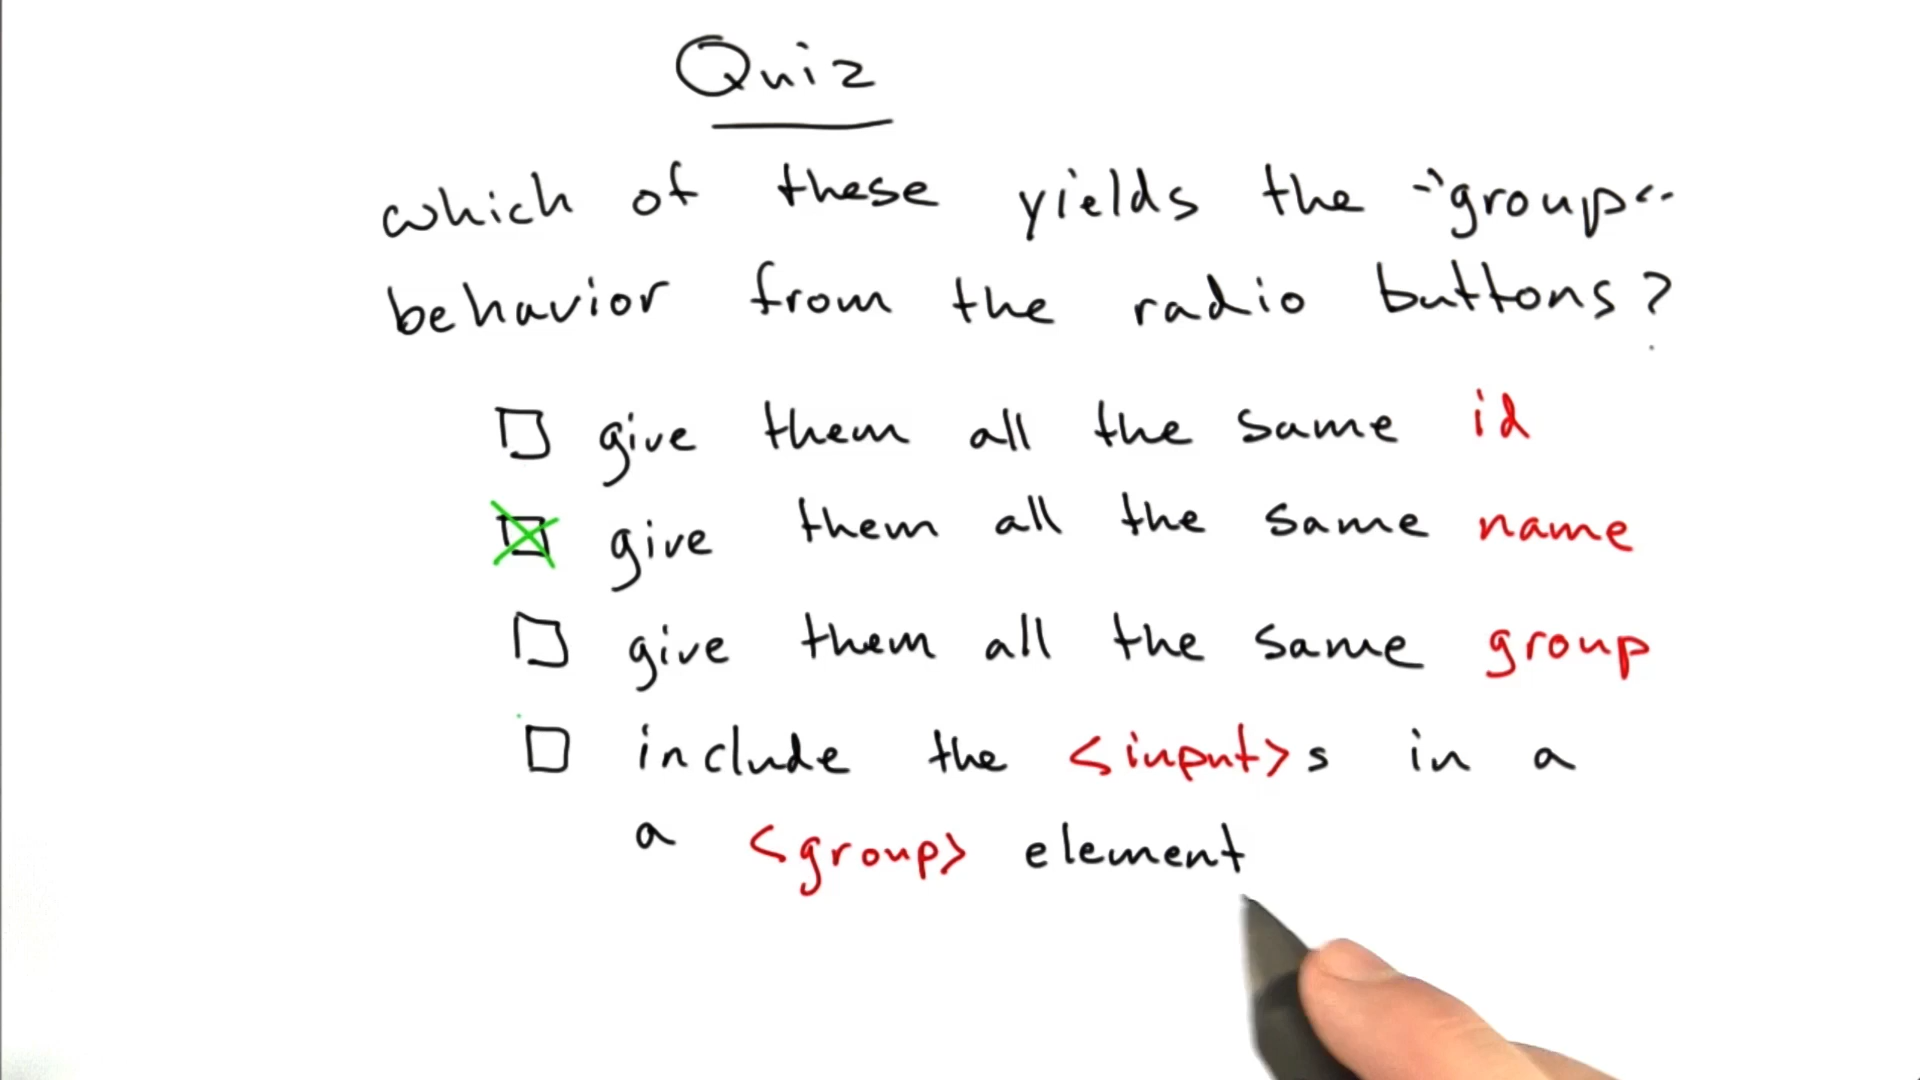 Quiz
which of these yields the "group"
behavior from the radio buttons?
give them all the same id
give them all the same name
give them all the same group
include the <input>s in a
a <group> element